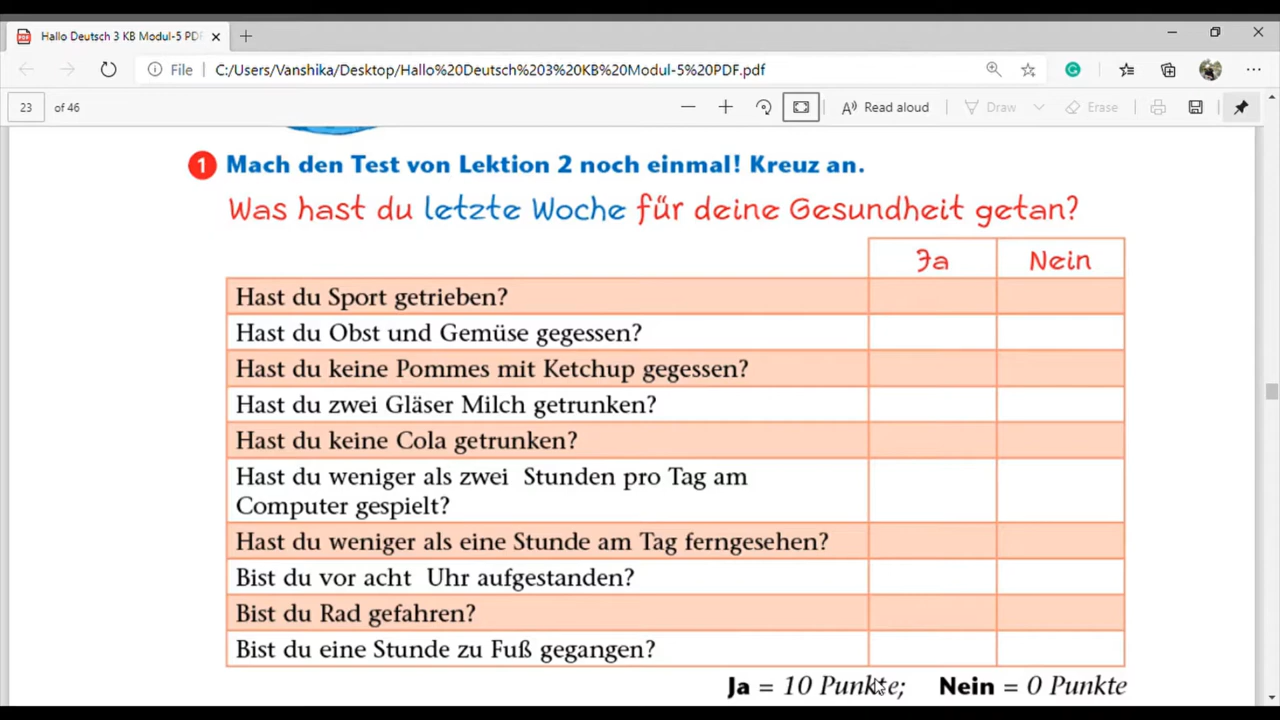 Hallo Deutsch 3 KB Modul-5 PDF
File C:/Users/Vanshika/Desktop/Hallo%20Deutsch%203%20KB%20Modul-5%20PDF.pdf
23 of 46 Read aloud Draw Erase
1 Mach den Test von Lektion 2 noch einmal! Kreuz an.
Was hast du letzte Woche für deine Gesundheit getan?
Ja Nein
Hast du Sport getrieben?
Hast du Obst und Gemüse gegessen?
Hast du keine Pommes mit Ketchup gegessen?
Hast du zwei Gläser Milch getrunken?
Hast du keine Cola getrunken?
Hast du weniger als zwei Stunden pro Tag am
Computer gespielt?
Hast du weniger als eine Stunde am Tag ferngesehen?
Bist du vor acht Uhr aufgestanden?
Bist du Rad gefahren?
Bist du eine Stunde zu Fuß gegangen?
Ja = 10 Punkte; Nein = 0 Punkte